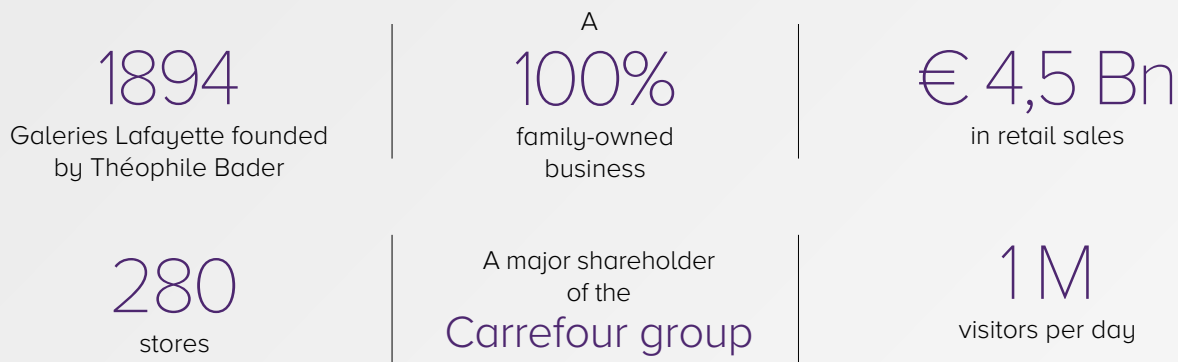 1894
Galeries Lafayette founded
by Théophile Bader
A
100%
family-owned
business
€ 4,5 Bn
in retail sales
280
stores
A major shareholder
of the
Carrefour group
1 M
visitors per day